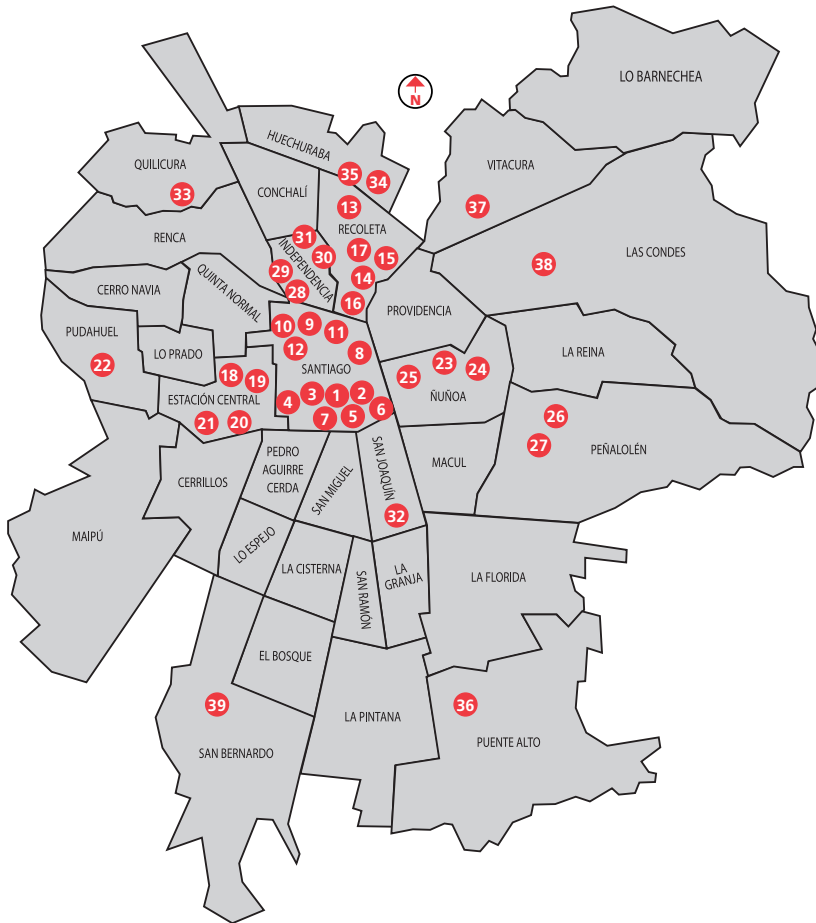 LO BARNECHEA
N
HUECHURABA
QUILICURA
VITACURA
35
34
33
CONCHALÍ
13
37
RECOLETA
RENCA
31
INDEPENDENCIA
30
17
15
LAS CONDES
38
29
28
14
16
QUINTA NORMAL
CERRO NAVIA
PROVIDENCIA
PUDAHUEL
10
9
11
LO PRADO
12
8
LA REINA
22
SANTIAGO
23
24
25
18
19
ÑUÑOA
ESTACIÓN CENTRAL
4
3
1
2
6
7
5
21
20
26
27
PEÑALOLÉN
PEDRO
AGUIRRE
CERDA
SAN MIGUEL
SAN JOAQUÍN
MACUL
CERRILLOS
32
MAIPÚ
LO ESPEJO
LA CISTERNA
SAN RAMÓN
LA
GRANJA
LA FLORIDA
EL BOSQUE
39
36
LA PINTANA
PUENTE ALTO
SAN BERNARDO